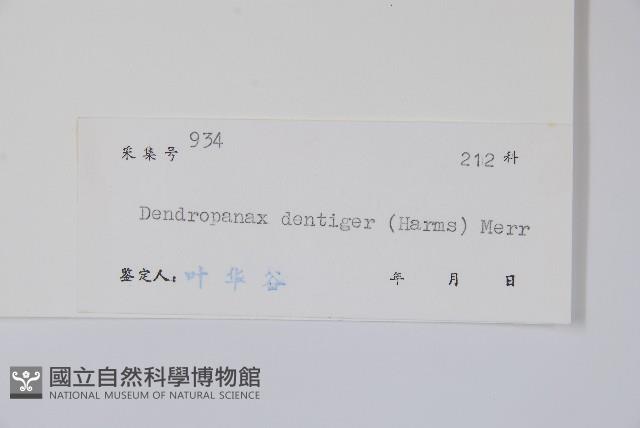 采集号 934
212 科
Dendropanax dentiger (Harms) Merr
鉴定人: 叶华谷 年 月 日
國立自然科學博物館
NATIONAL MUSEUM OF NATURAL SCIENCE